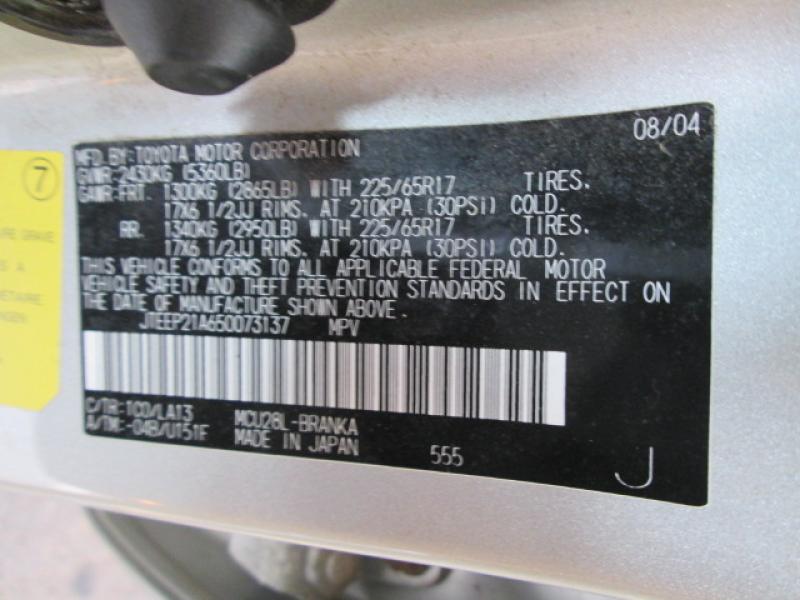 08/04
MFD. BY: TOYOTA MOTOR CORPORATION
GVWR: 2430KG (5360LB)
GAWR-FRT. 1300KG (2865LB) WITH 225/65R17 TIRES.
17X6 1/2JJ RIMS. AT 210KPA (30PSI) COLD.
RR. 1340KG (2950LB) WITH 225/65R17 TIRES.
17X6 1/2JJ RIMS. AT 210KPA (30PSI) COLD.
THIS VEHICLE CONFORMS TO ALL APPLICABLE FEDERAL MOTOR
VEHICLE SAFETY AND THEFT PREVENTION STANDARDS IN EFFECT ON
THE DATE OF MANUFACTURE SHOWN ABOVE.
JTEEP21A650073137 MPV
C/TR: 1C0/LA13 MCU28L-BRANKA
A/TM: -04B/U151F MADE IN JAPAN 555
J
7
URE GRAVE
S A
ETAIRE
NGEN